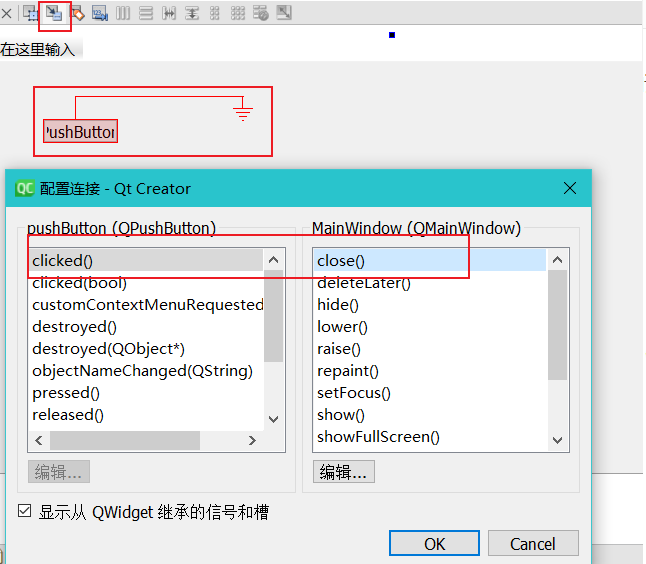 在这里输入
PushButton
QC 配置连接 - Qt Creator
pushButton (QPushButton)
clicked()
clicked(bool)
customContextMenuRequested
destroyed()
destroyed(QObject*)
objectNameChanged(QString)
pressed()
released()
编辑...
MainWindow (QMainWindow)
close()
deleteLater()
hide()
lower()
raise()
repaint()
setFocus()
show()
showFullScreen()
编辑...
显示从 QWidget 继承的信号和槽
OK
Cancel